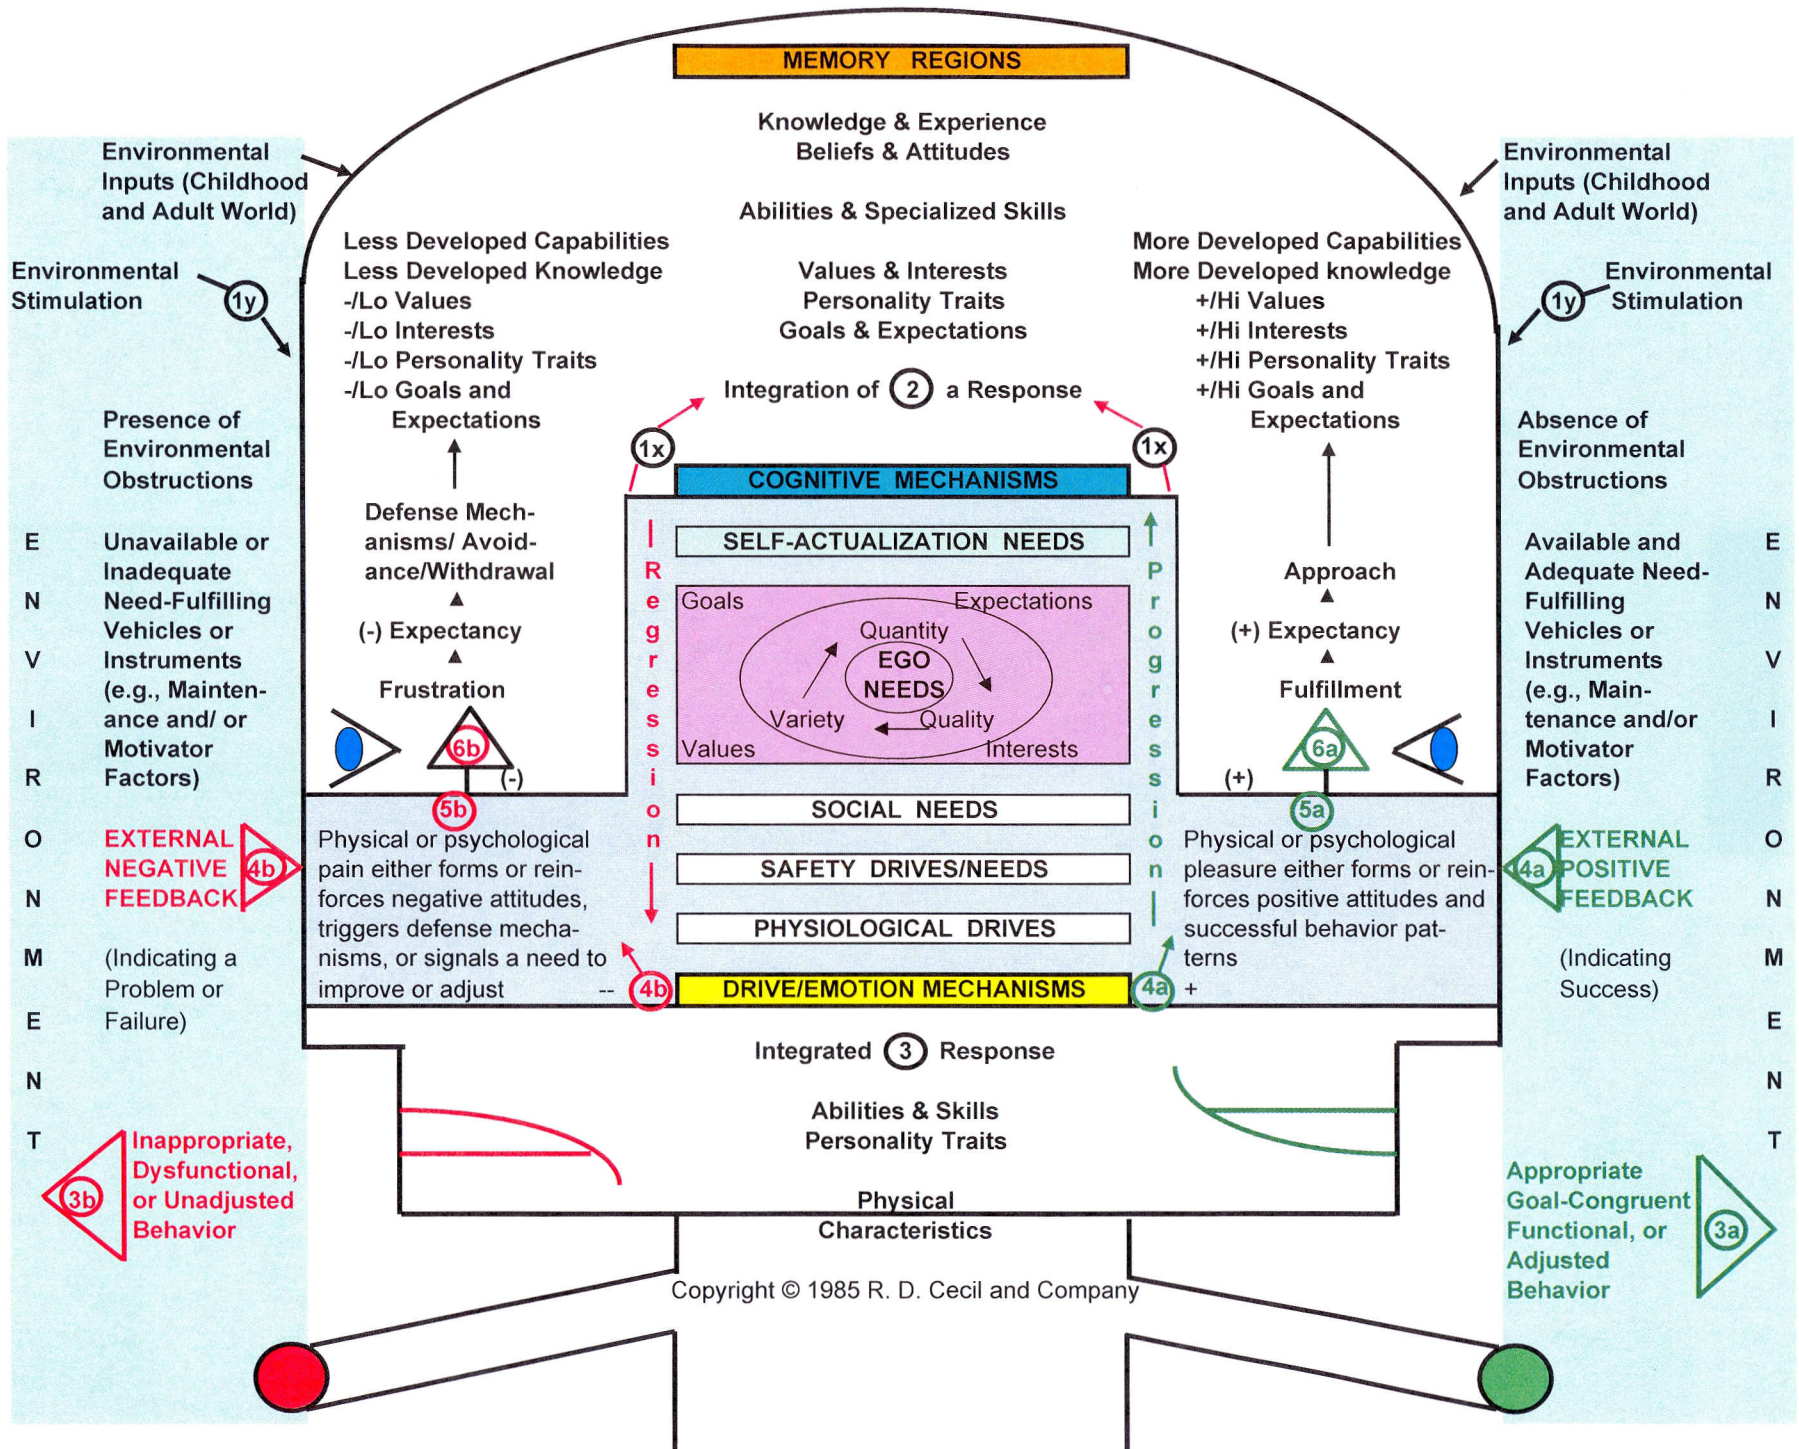 MEMORY REGIONS
Knowledge & Experience
Beliefs & Attitudes
Abilities & Specialized Skills
Values & Interests
Personality Traits
Goals & Expectations
Integration of 2 a Response
Environmental
Inputs (Childhood
and Adult World)
Environmental
Stimulation
1y
Presence of
Environmental
Obstructions
Unavailable or
Inadequate
Need-Fulfilling
Vehicles or
Instruments
(e.g., Mainten-
ance and/ or
Motivator
Factors)
EXTERNAL
NEGATIVE
FEEDBACK
4b
(Indicating a
Problem or
Failure)
ENVIRONMENT
3b
Inappropriate,
Dysfunctional,
or Unadjusted
Behavior
Less Developed Capabilities
Less Developed Knowledge
-/Lo Values
-/Lo Interests
-/Lo Personality Traits
-/Lo Goals and
Expectations
Defense Mech-
anisms/ Avoid-
ance/Withdrawal
(-) Expectancy
Frustration
6b
(-)
5b
Physical or psychological
pain either forms or rein-
forces negative attitudes,
triggers defense mecha-
nisms, or signals a need to
improve or adjust --
4b
1x
1x
COGNITIVE MECHANISMS
Regression
SELF-ACTUALIZATION NEEDS
Goals Expectations
Quantity
EGO
NEEDS
Variety Quality
Values Interests
SOCIAL NEEDS
SAFETY DRIVES/NEEDS
PHYSIOLOGICAL DRIVES
DRIVE/EMOTION MECHANISMS
Progression
More Developed Capabilities
More Developed knowledge
+/Hi Values
+/Hi Interests
+/Hi Personality Traits
+/Hi Goals and
Expectations
Approach
(+) Expectancy
Fulfillment
6a
(+)
5a
Physical or psychological
pleasure either forms or rein-
forces positive attitudes and
successful behavior pat-
terns
4a +
Environmental
Inputs (Childhood
and Adult World)
1y
Environmental
Stimulation
Absence of
Environmental
Obstructions
Available and
Adequate Need-
Fulfilling
Vehicles or
Instruments
(e.g., Main-
tenance and/or
Motivator
Factors)
4a
EXTERNAL
POSITIVE
FEEDBACK
(Indicating
Success)
ENVIRONMENT
Appropriate
Goal-Congruent
Functional, or
Adjusted
Behavior
3a
Integrated 3 Response
Abilities & Skills
Personality Traits
Physical
Characteristics
Copyright © 1985 R. D. Cecil and Company